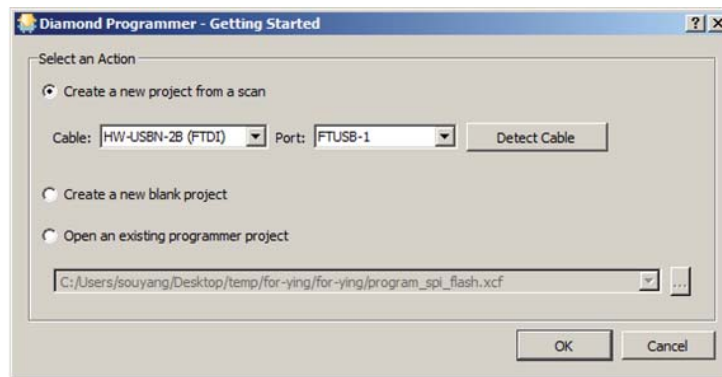 Diamond Programmer - Getting Started
Select an Action
Create a new project from a scan
Cable: HW-USBN-2B (FTDI) Port: FTUSB-1 Detect Cable
Create a new blank project
Open an existing programmer project
C:/Users/souyang/Desktop/temp/for-ying/for-ying/program_spi_flash.xcf ...
OK Cancel